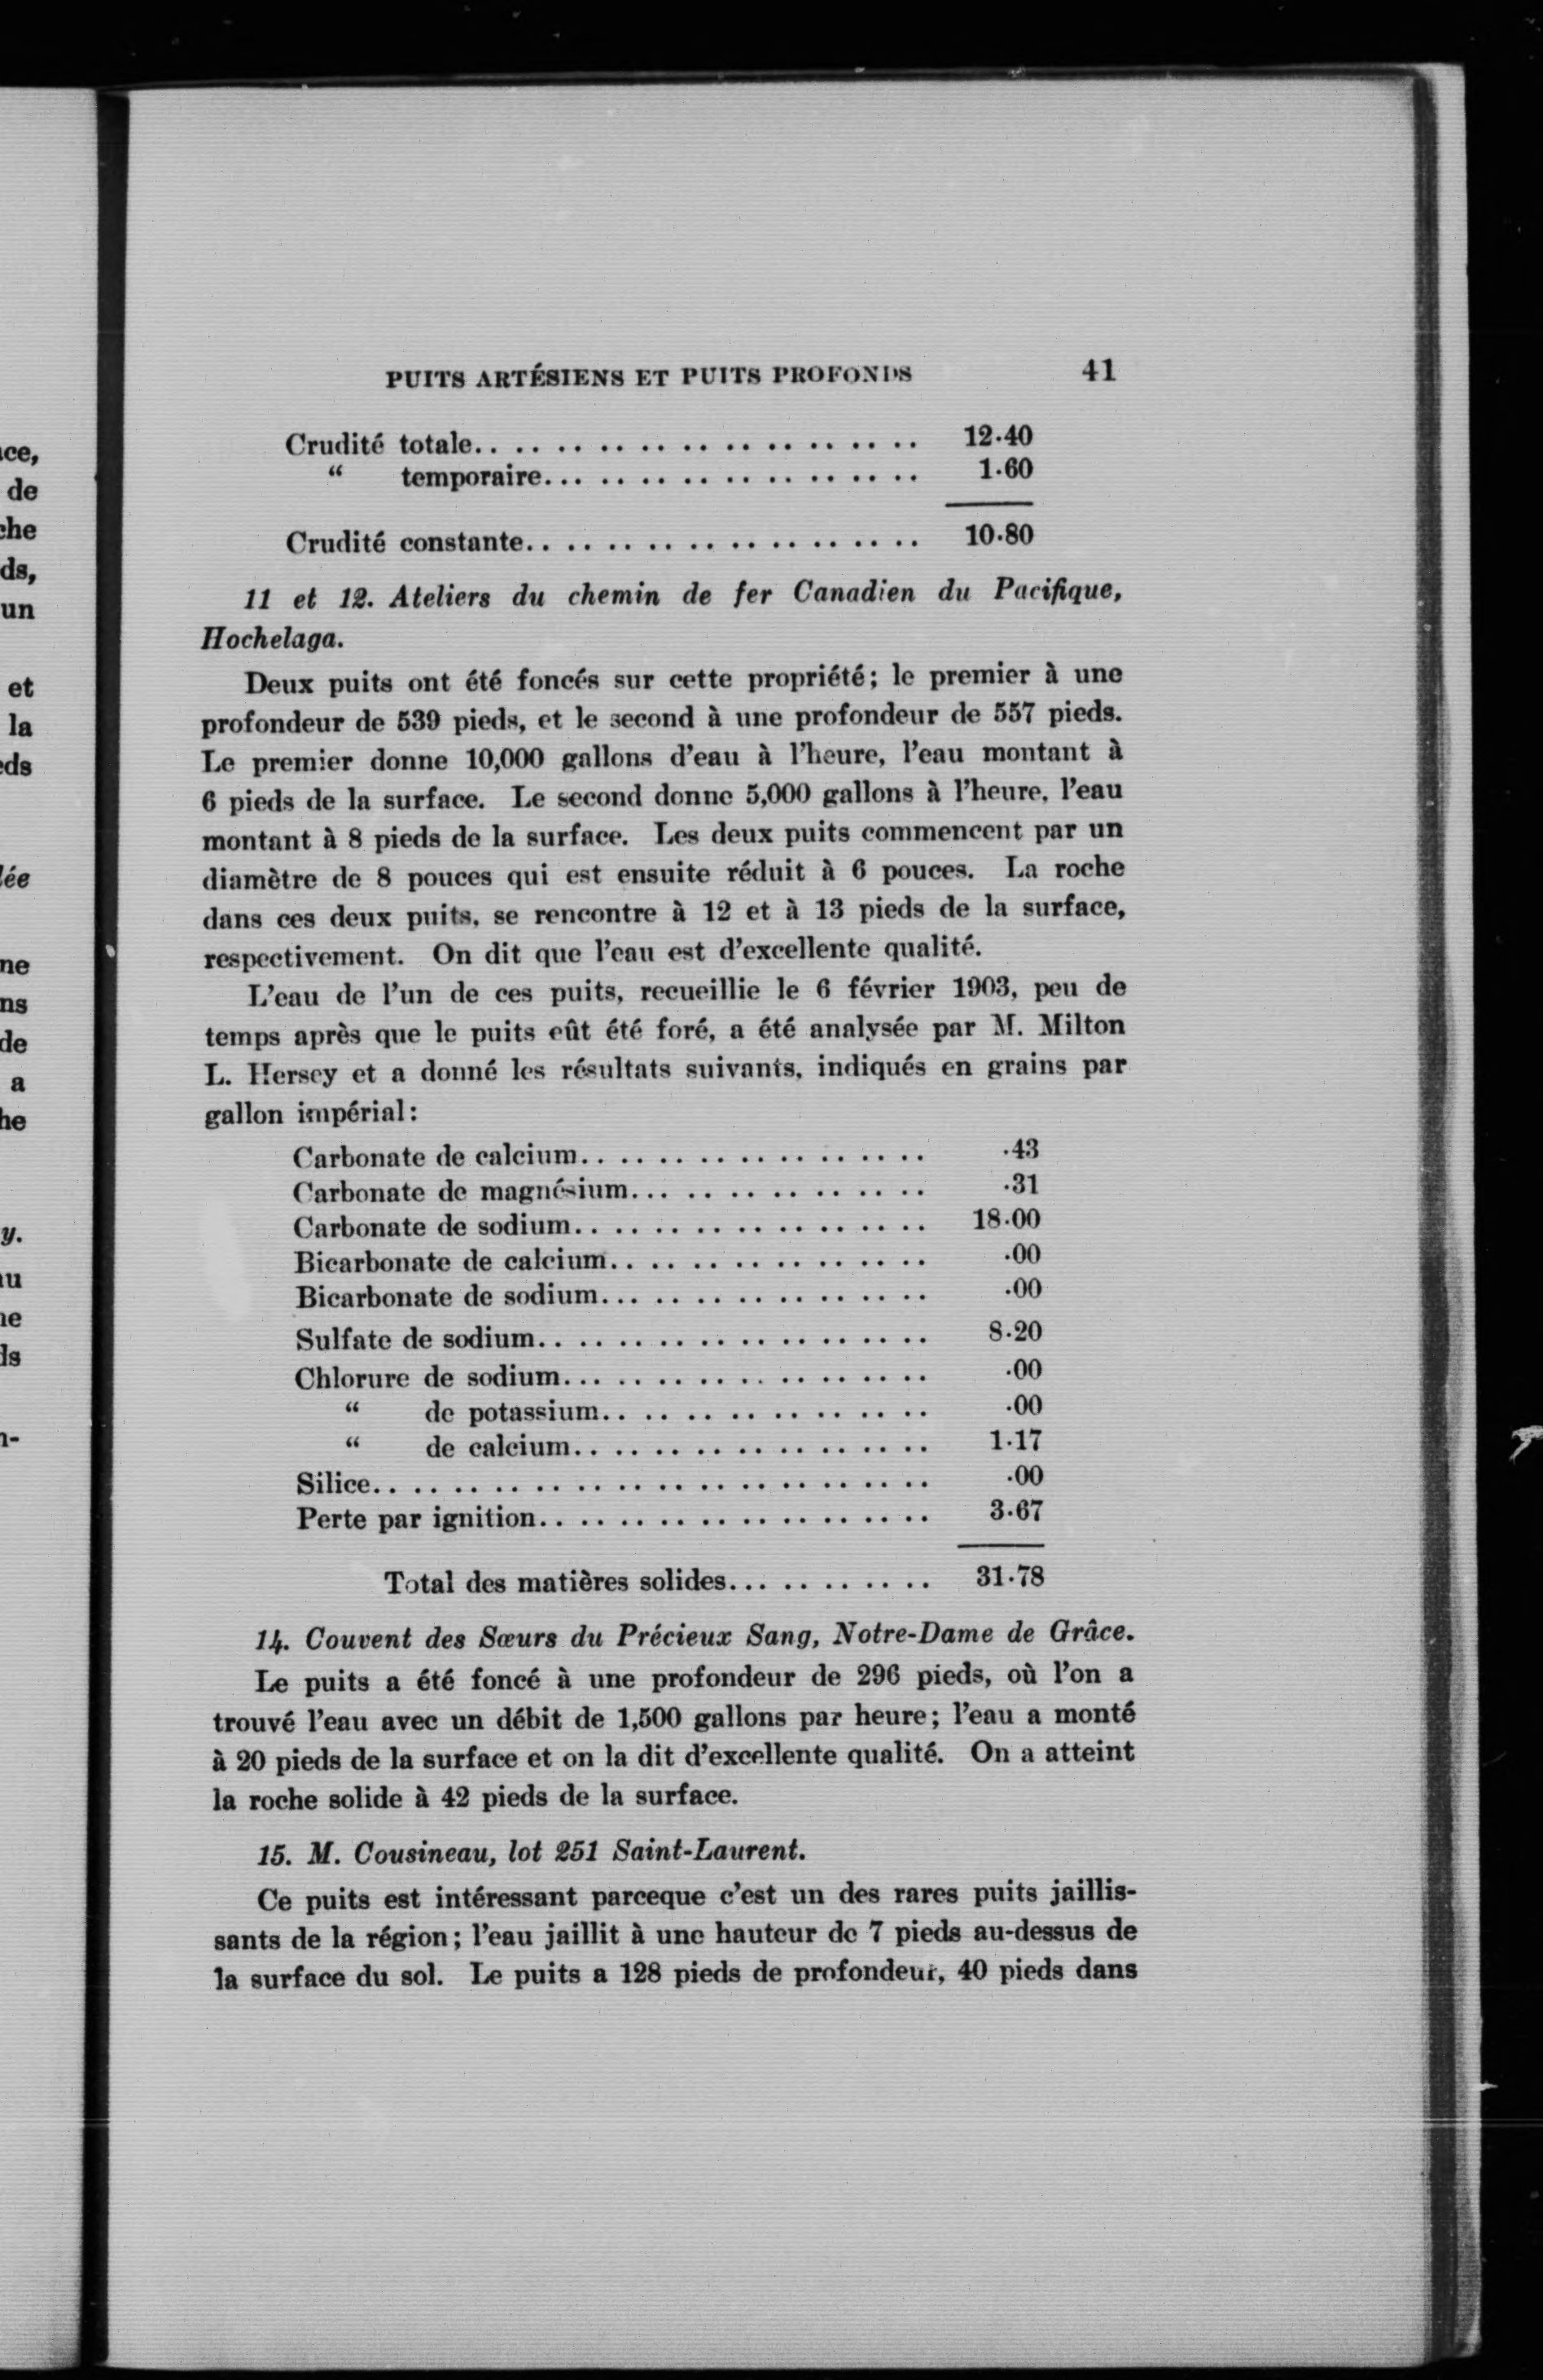 PUITS ARTÉSIENS ET PUITS PROFONDS 41
Crudité totale.. .. .. .. .. .. .. .. .. .. .. 12·40
“ temporaire.. .. .. .. .. .. .. .. .. 1·60
Crudité constante.. .. .. .. .. .. .. .. .. .. 10·80
11 et 12. Ateliers du chemin de fer Canadien du Pacifique,
Hochelaga.
Deux puits ont été foncés sur cette propriété; le premier à une
profondeur de 539 pieds, et le second à une profondeur de 557 pieds.
Le premier donne 10,000 gallons d'eau à l'heure, l'eau montant à
6 pieds de la surface. Le second donne 5,000 gallons à l'heure, l'eau
montant à 8 pieds de la surface. Les deux puits commencent par un
diamètre de 8 pouces qui est ensuite réduit à 6 pouces. La roche
dans ces deux puits, se rencontre à 12 et à 13 pieds de la surface,
respectivement. On dit que l'eau est d'excellente qualité.
L'eau de l'un de ces puits, recueillie le 6 février 1903, peu de
temps après que le puits eût été foré, a été analysée par M. Milton
L. Hersey et a donné les résultats suivants, indiqués en grains par
gallon impérial:
Carbonate de calcium.. .. .. .. .. .. .. .. .. ·43
Carbonate de magnésium.. .. .. .. .. .. .. .. ·31
Carbonate de sodium.. .. .. .. .. .. .. .. .. 18·00
Bicarbonate de calcium.. .. .. .. .. .. .. .. ·00
Bicarbonate de sodium.. .. .. .. .. .. .. .. ·00
Sulfate de sodium.. .. .. .. .. .. .. .. .. .. 8·20
Chlorure de sodium.. .. .. .. .. .. .. .. .. ·00
“ de potassium.. .. .. .. .. .. .. .. ·00
“ de calcium.. .. .. .. .. .. .. .. .. 1·17
Silice.. .. .. .. .. .. .. .. .. .. .. .. .. .. ·00
Perte par ignition.. .. .. .. .. .. .. .. .. .. 3·67
Total des matières solides.. .. .. .. .. .. 31·78
14. Couvent des Sœurs du Précieux Sang, Notre-Dame de Grâce.
Le puits a été foncé à une profondeur de 296 pieds, où l'on a
trouvé l'eau avec un débit de 1,500 gallons par heure; l'eau a monté
à 20 pieds de la surface et on la dit d'excellente qualité. On a atteint
la roche solide à 42 pieds de la surface.
15. M. Cousineau, lot 251 Saint-Laurent.
Ce puits est intéressant parceque c'est un des rares puits jaillis-
sants de la région; l'eau jaillit à une hauteur de 7 pieds au-dessus de
la surface du sol. Le puits a 128 pieds de profondeur, 40 pieds dans